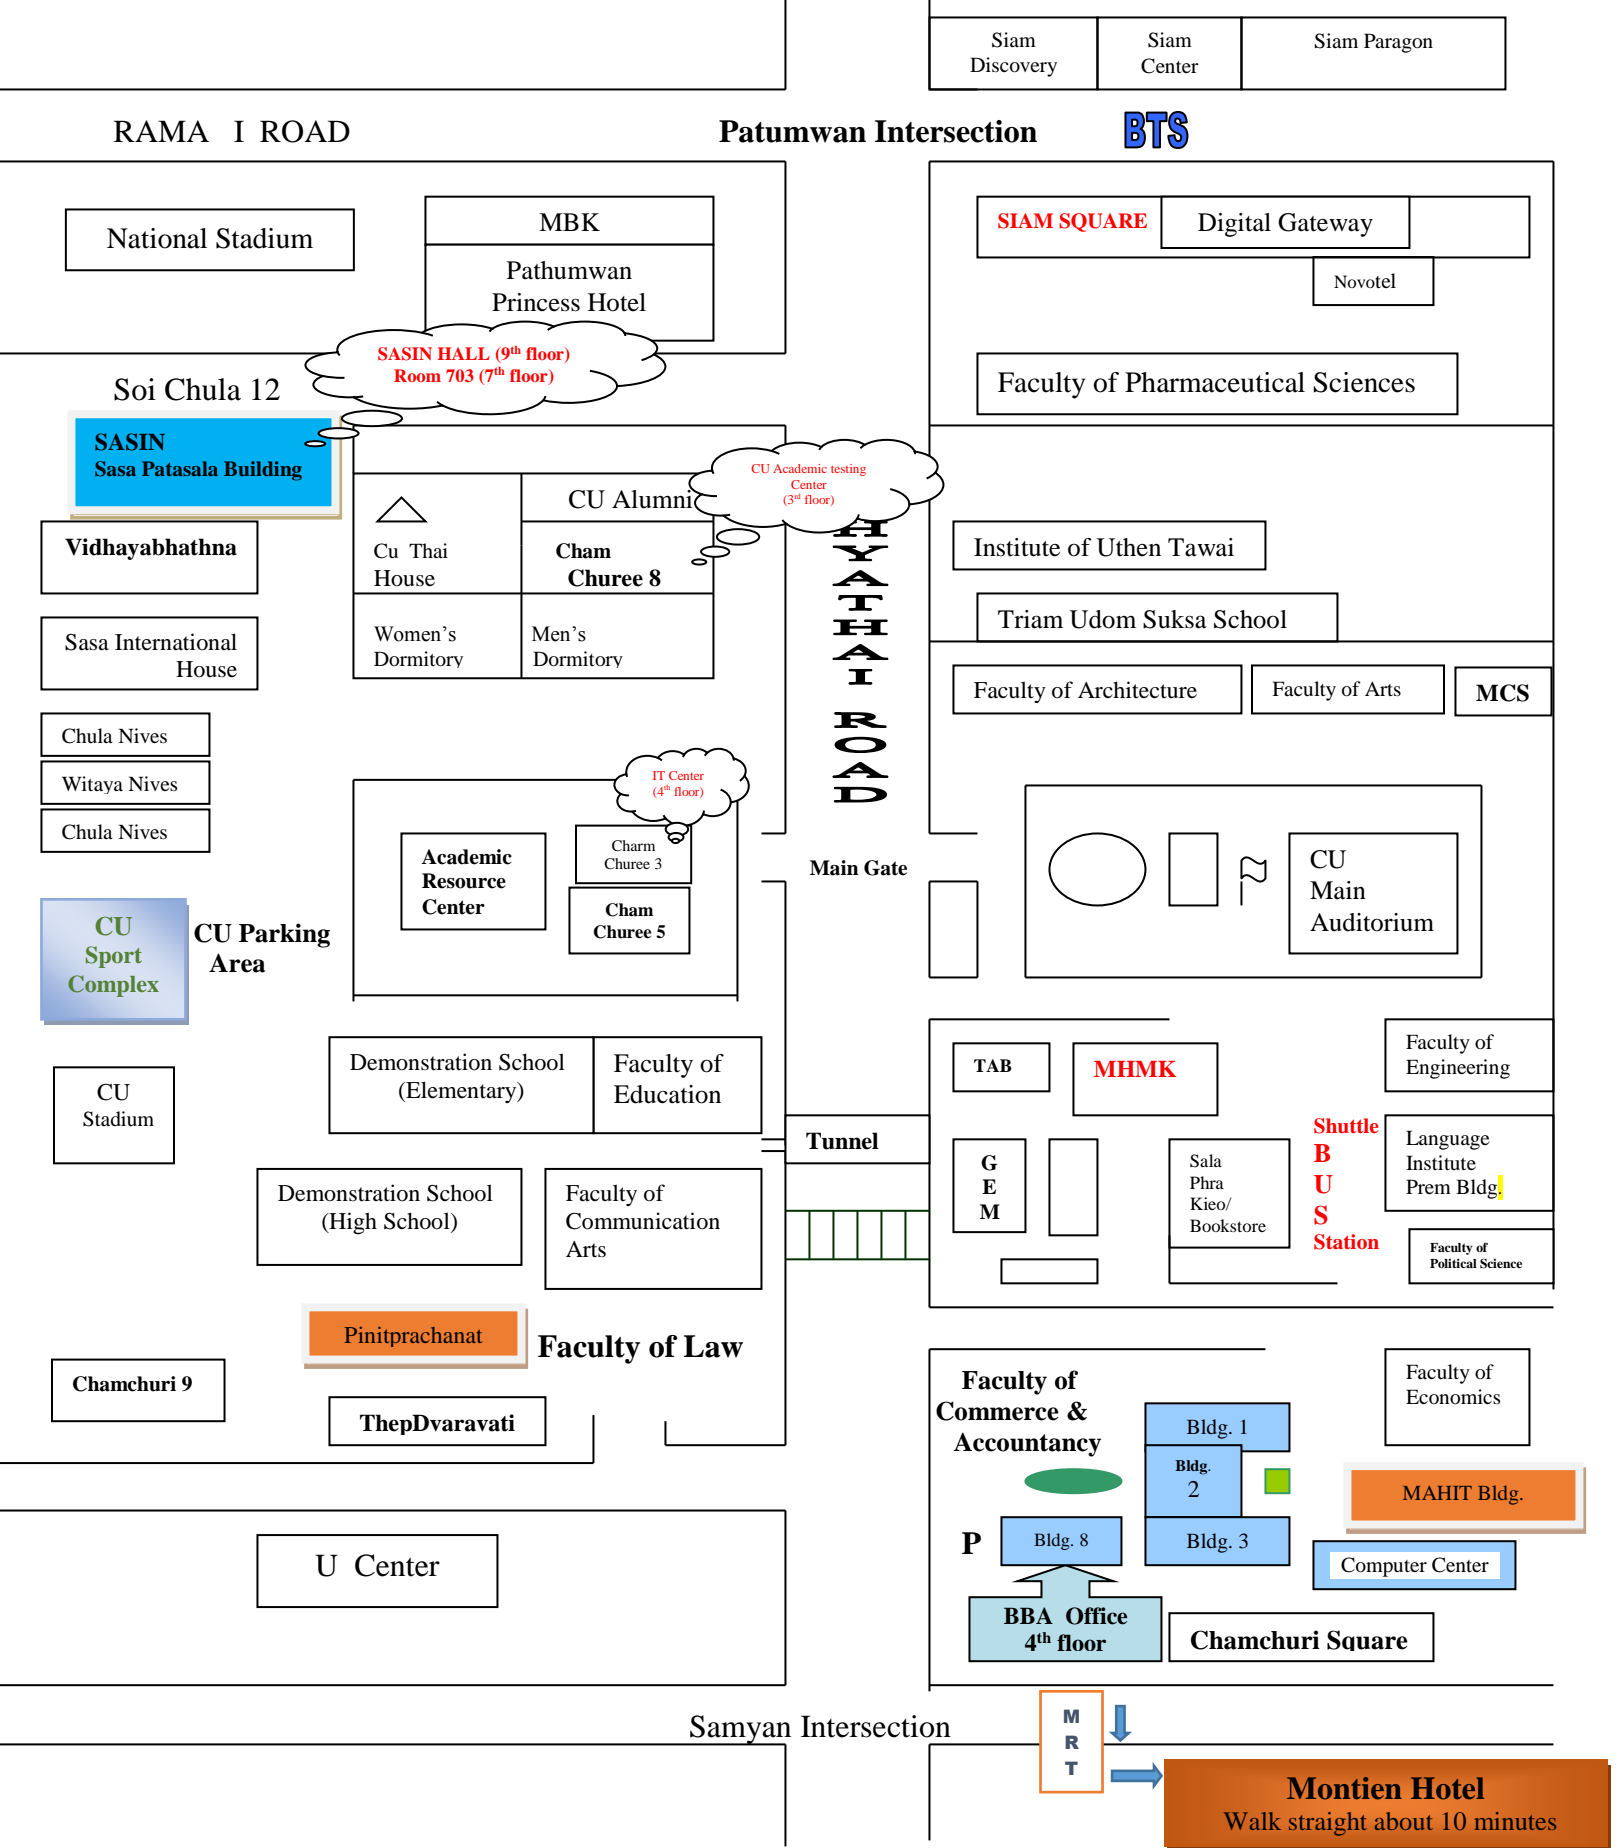 Siam
Discovery
Siam
Center
Siam Paragon
RAMA I ROAD
Patumwan Intersection
BTS
National Stadium
MBK
Pathumwan
Princess Hotel
SIAM SQUARE
Digital Gateway
Novotel
SASIN HALL (9th floor)
Room 703 (7th floor)
Faculty of Pharmaceutical Sciences
Soi Chula 12
SASIN
Sasa Patasala Building
CU Academic testing
Center
(3rd floor)
CU Alumni
Cu Thai
House
Cham
Churee 8
Women's
Dormitory
Men's
Dormitory
Vidhayabhathna
Sasa International
House
Chula Nives
Witaya Nives
Chula Nives
HYATHAI ROAD
Institute of Uthen Tawai
Triam Udom Suksa School
Faculty of Architecture
Faculty of Arts
MCS
IT Center
(4th floor)
Academic
Resource
Center
Charm
Churee 3
Cham
Churee 5
Main Gate
CU
Main
Auditorium
CU
Sport
Complex
CU Parking
Area
CU
Stadium
Demonstration School
(Elementary)
Faculty of
Education
Tunnel
TAB
MHMK
Faculty of
Engineering
G
E
M
Sala
Phra
Kieo/
Bookstore
Shuttle
B
U
S
Station
Language
Institute
Prem Bldg.
Faculty of
Political Science
Demonstration School
(High School)
Faculty of
Communication
Arts
Pinitprachanat
Faculty of Law
Chamchuri 9
ThepDvaravati
Faculty of
Commerce &
Accountancy
Bldg. 1
Bldg.
2
Bldg. 3
P
Bldg. 8
Faculty of
Economics
MAHIT Bldg.
Computer Center
BBA Office
4th floor
Chamchuri Square
U Center
Samyan Intersection
M
R
T
Montien Hotel
Walk straight about 10 minutes